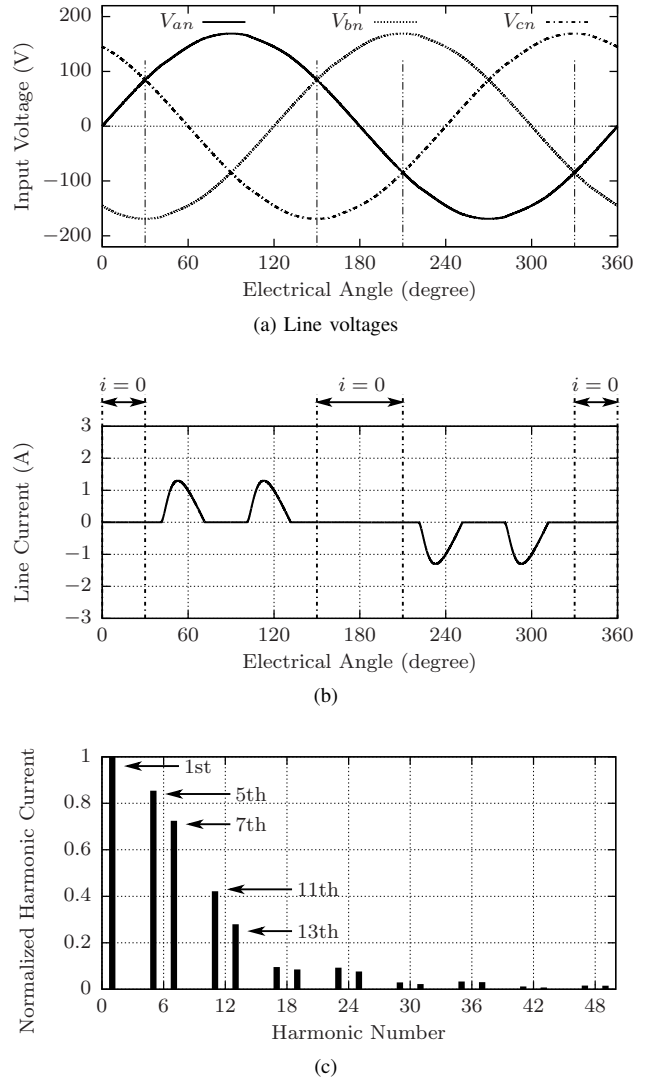 V_an V_bn V_cn
200
100
0
−100
−200
Input Voltage (V)
0 60 120 180 240 300 360
Electrical Angle (degree)
(a) Line voltages
i = 0 i = 0 i = 0
3
2
1
0
−1
−2
−3
Line Current (A)
0 60 120 180 240 300 360
Electrical Angle (degree)
(b)
1
0.8
0.6
0.4
0.2
0
Normalized Harmonic Current
1st
5th
7th
11th
13th
0 6 12 18 24 30 36 42 48
Harmonic Number
(c)